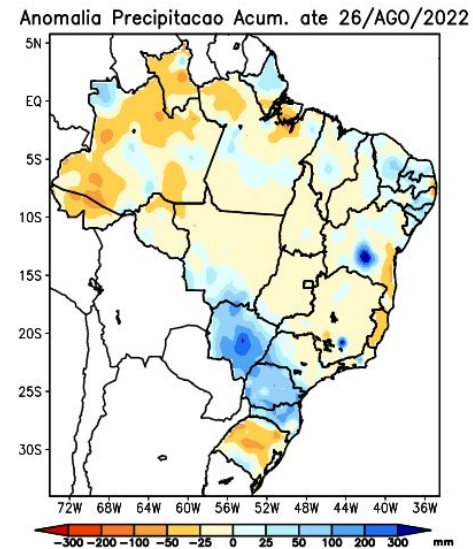 Anomalia Precipitacao Acum. ate 26/AGO/2022
5N
EQ
5S
10S
15S
20S
25S
30S
72W 68W 64W 60W 56W 52W 48W 44W 40W 36W
-300 -200 -100 -50 -25 0 25 50 100 200 300 mm